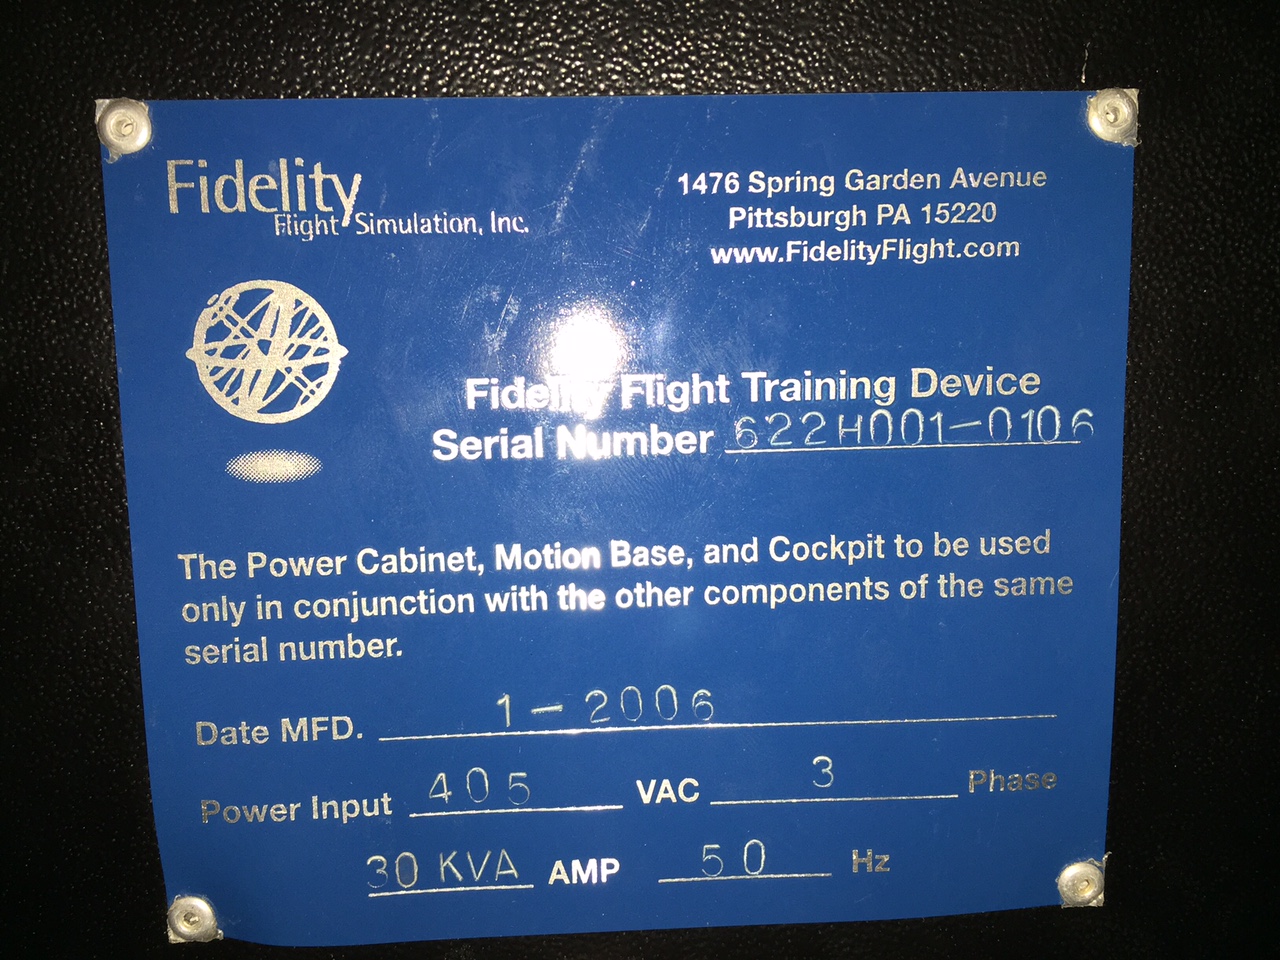 Fidelity
Flight Simulation, Inc.
1476 Spring Garden Avenue
Pittsburgh PA 15220
www.FidelityFlight.com
Fidelity Flight Training Device
Serial Number 622H001-0106
The Power Cabinet, Motion Base, and Cockpit to be used
only in conjunction with the other components of the same
serial number.
Date MFD. 1-2006
Power Input 405 VAC 3 Phase
30 KVA AMP 50 Hz